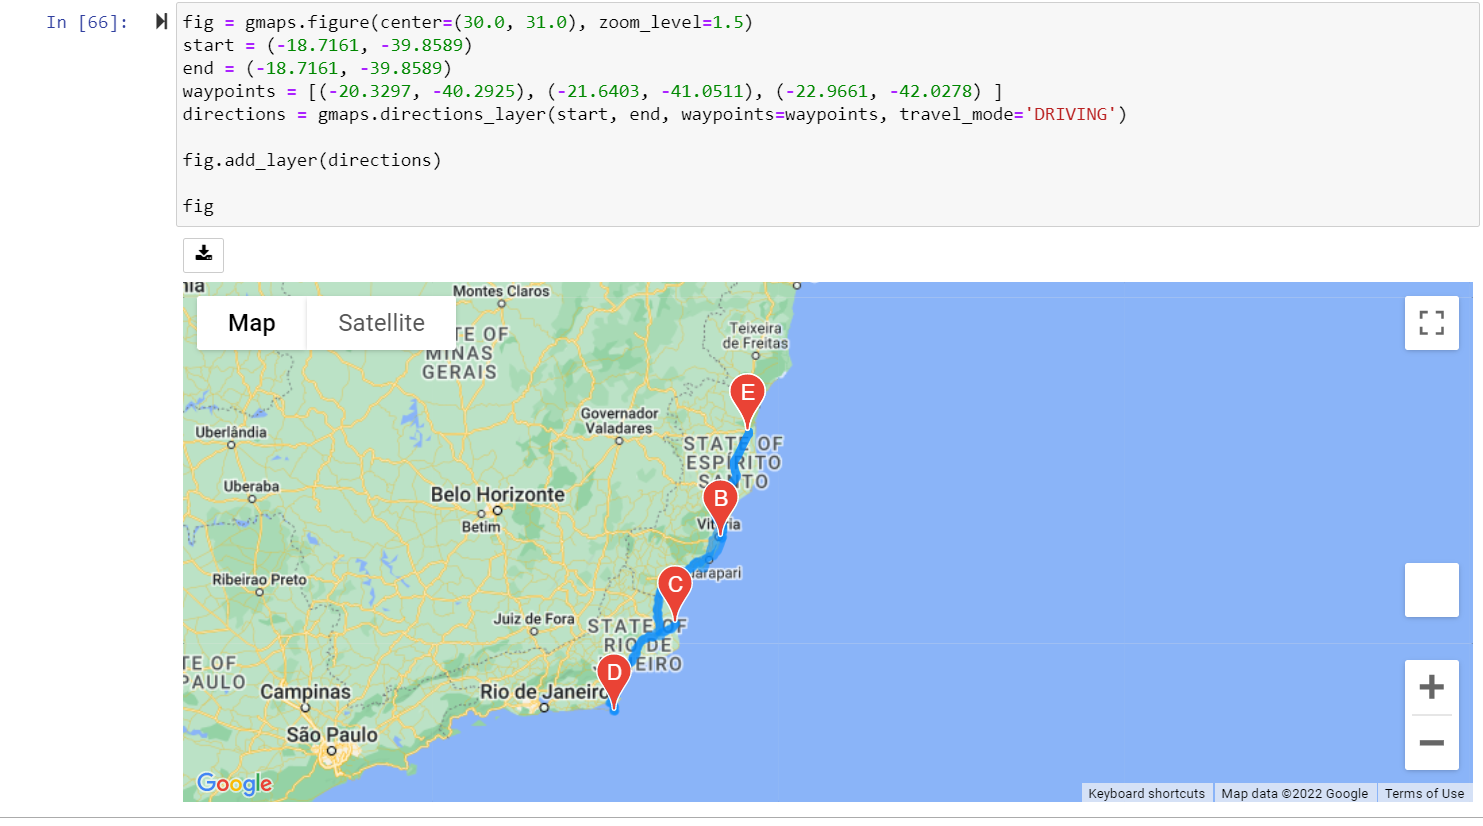 In [66]:
fig = gmaps.figure(center=(30.0, 31.0), zoom_level=1.5)
start = (-18.7161, -39.8589)
end = (-18.7161, -39.8589)
waypoints = [(-20.3297, -40.2925), (-21.6403, -41.0511), (-22.9661, -42.0278) ]
directions = gmaps.directions_layer(start, end, waypoints=waypoints, travel_mode='DRIVING')
fig.add_layer(directions)
fig
Map
Satellite
Montes Claros
TE OF
MINAS
GERAIS
Teixeira
de Freitas
E
Governador
Valadares
Uberlândia
STATE OF
ESPÍRITO
SANTO
Uberaba
Belo Horizonte
B
Betim
Vitória
arapari
Ribeirao Preto
C
Juiz de Fora
STATE OF
RIO DE
JANEIRO
TE OF
PAULO
D
Campinas
Rio de Janeiro
São Paulo
Google
Keyboard shortcuts
Map data ©2022 Google
Terms of Use